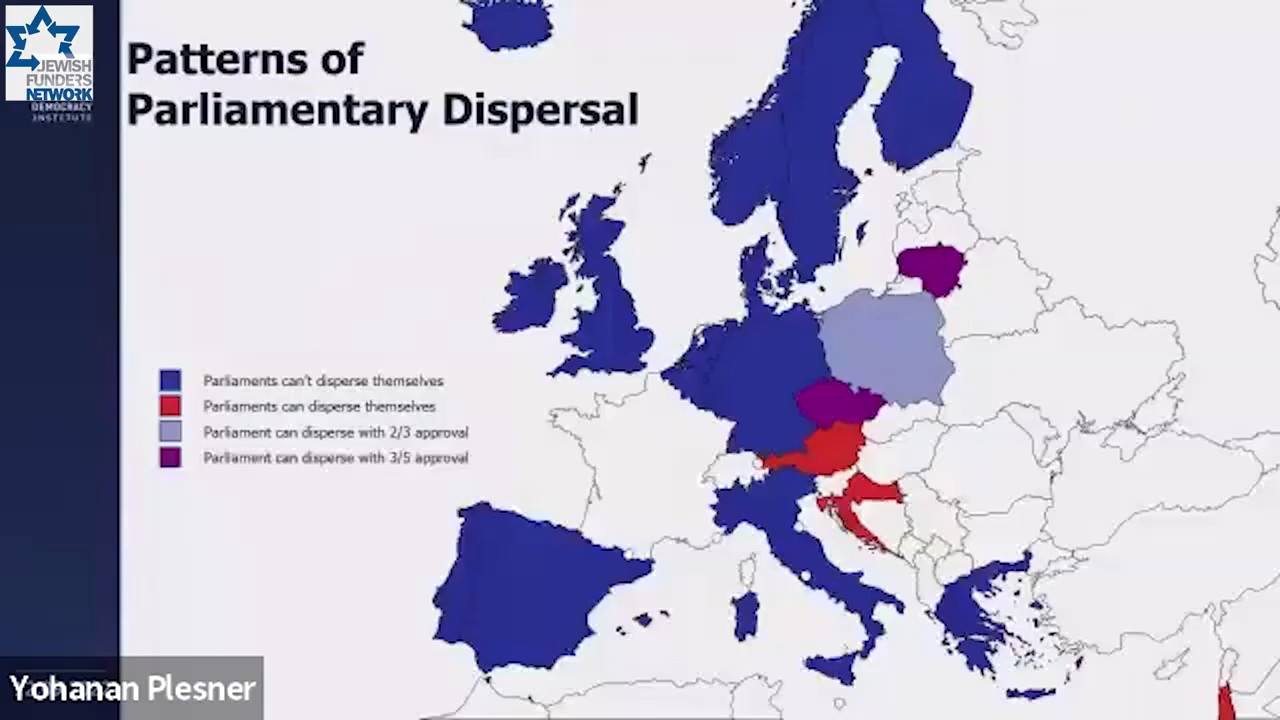 JEWISH
FUNDERS
NETWORK
DEMOCRACY
INSTITUTE
Patterns of
Parliamentary Dispersal
Parliaments can't disperse themselves
Parliaments can disperse themselves
Parliament can disperse with 2/3 approval
Parliament can disperse with 3/5 approval
Yohanan Plesner